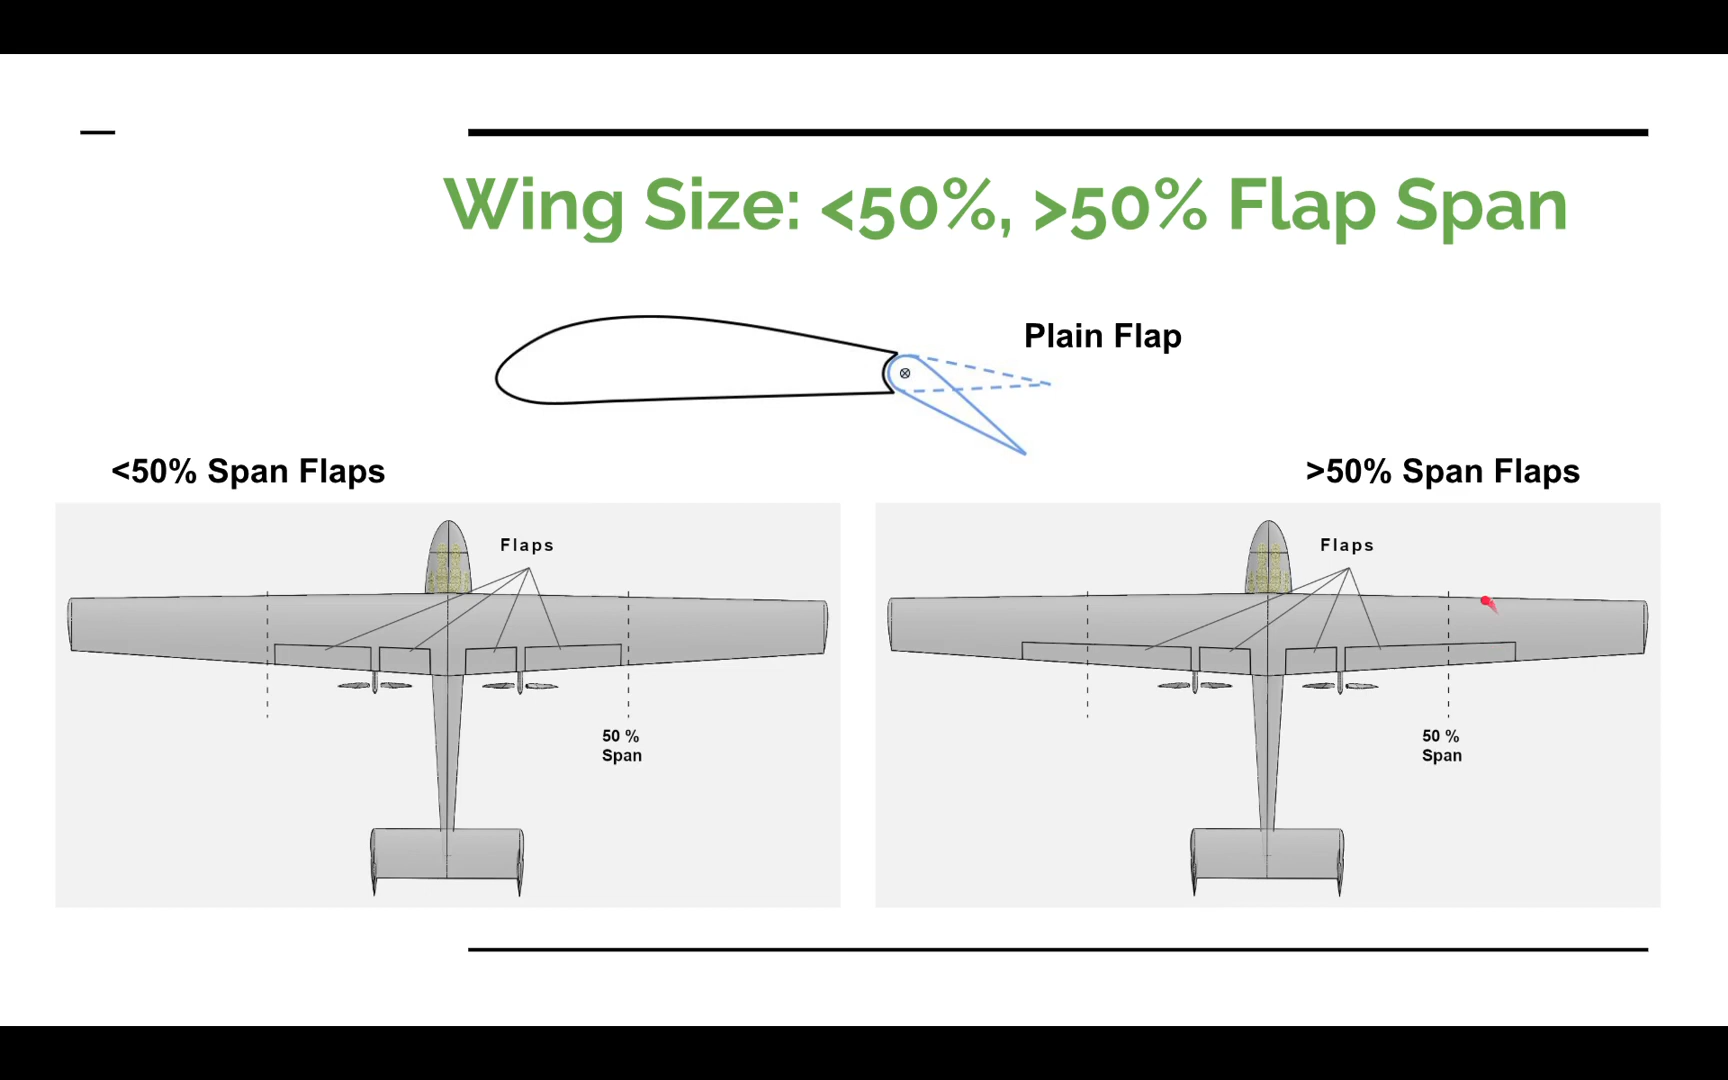 Wing Size: <50%, >50% Flap Span
Plain Flap
<50% Span Flaps
>50% Span Flaps
Flaps
50 %
Span
Flaps
50 %
Span